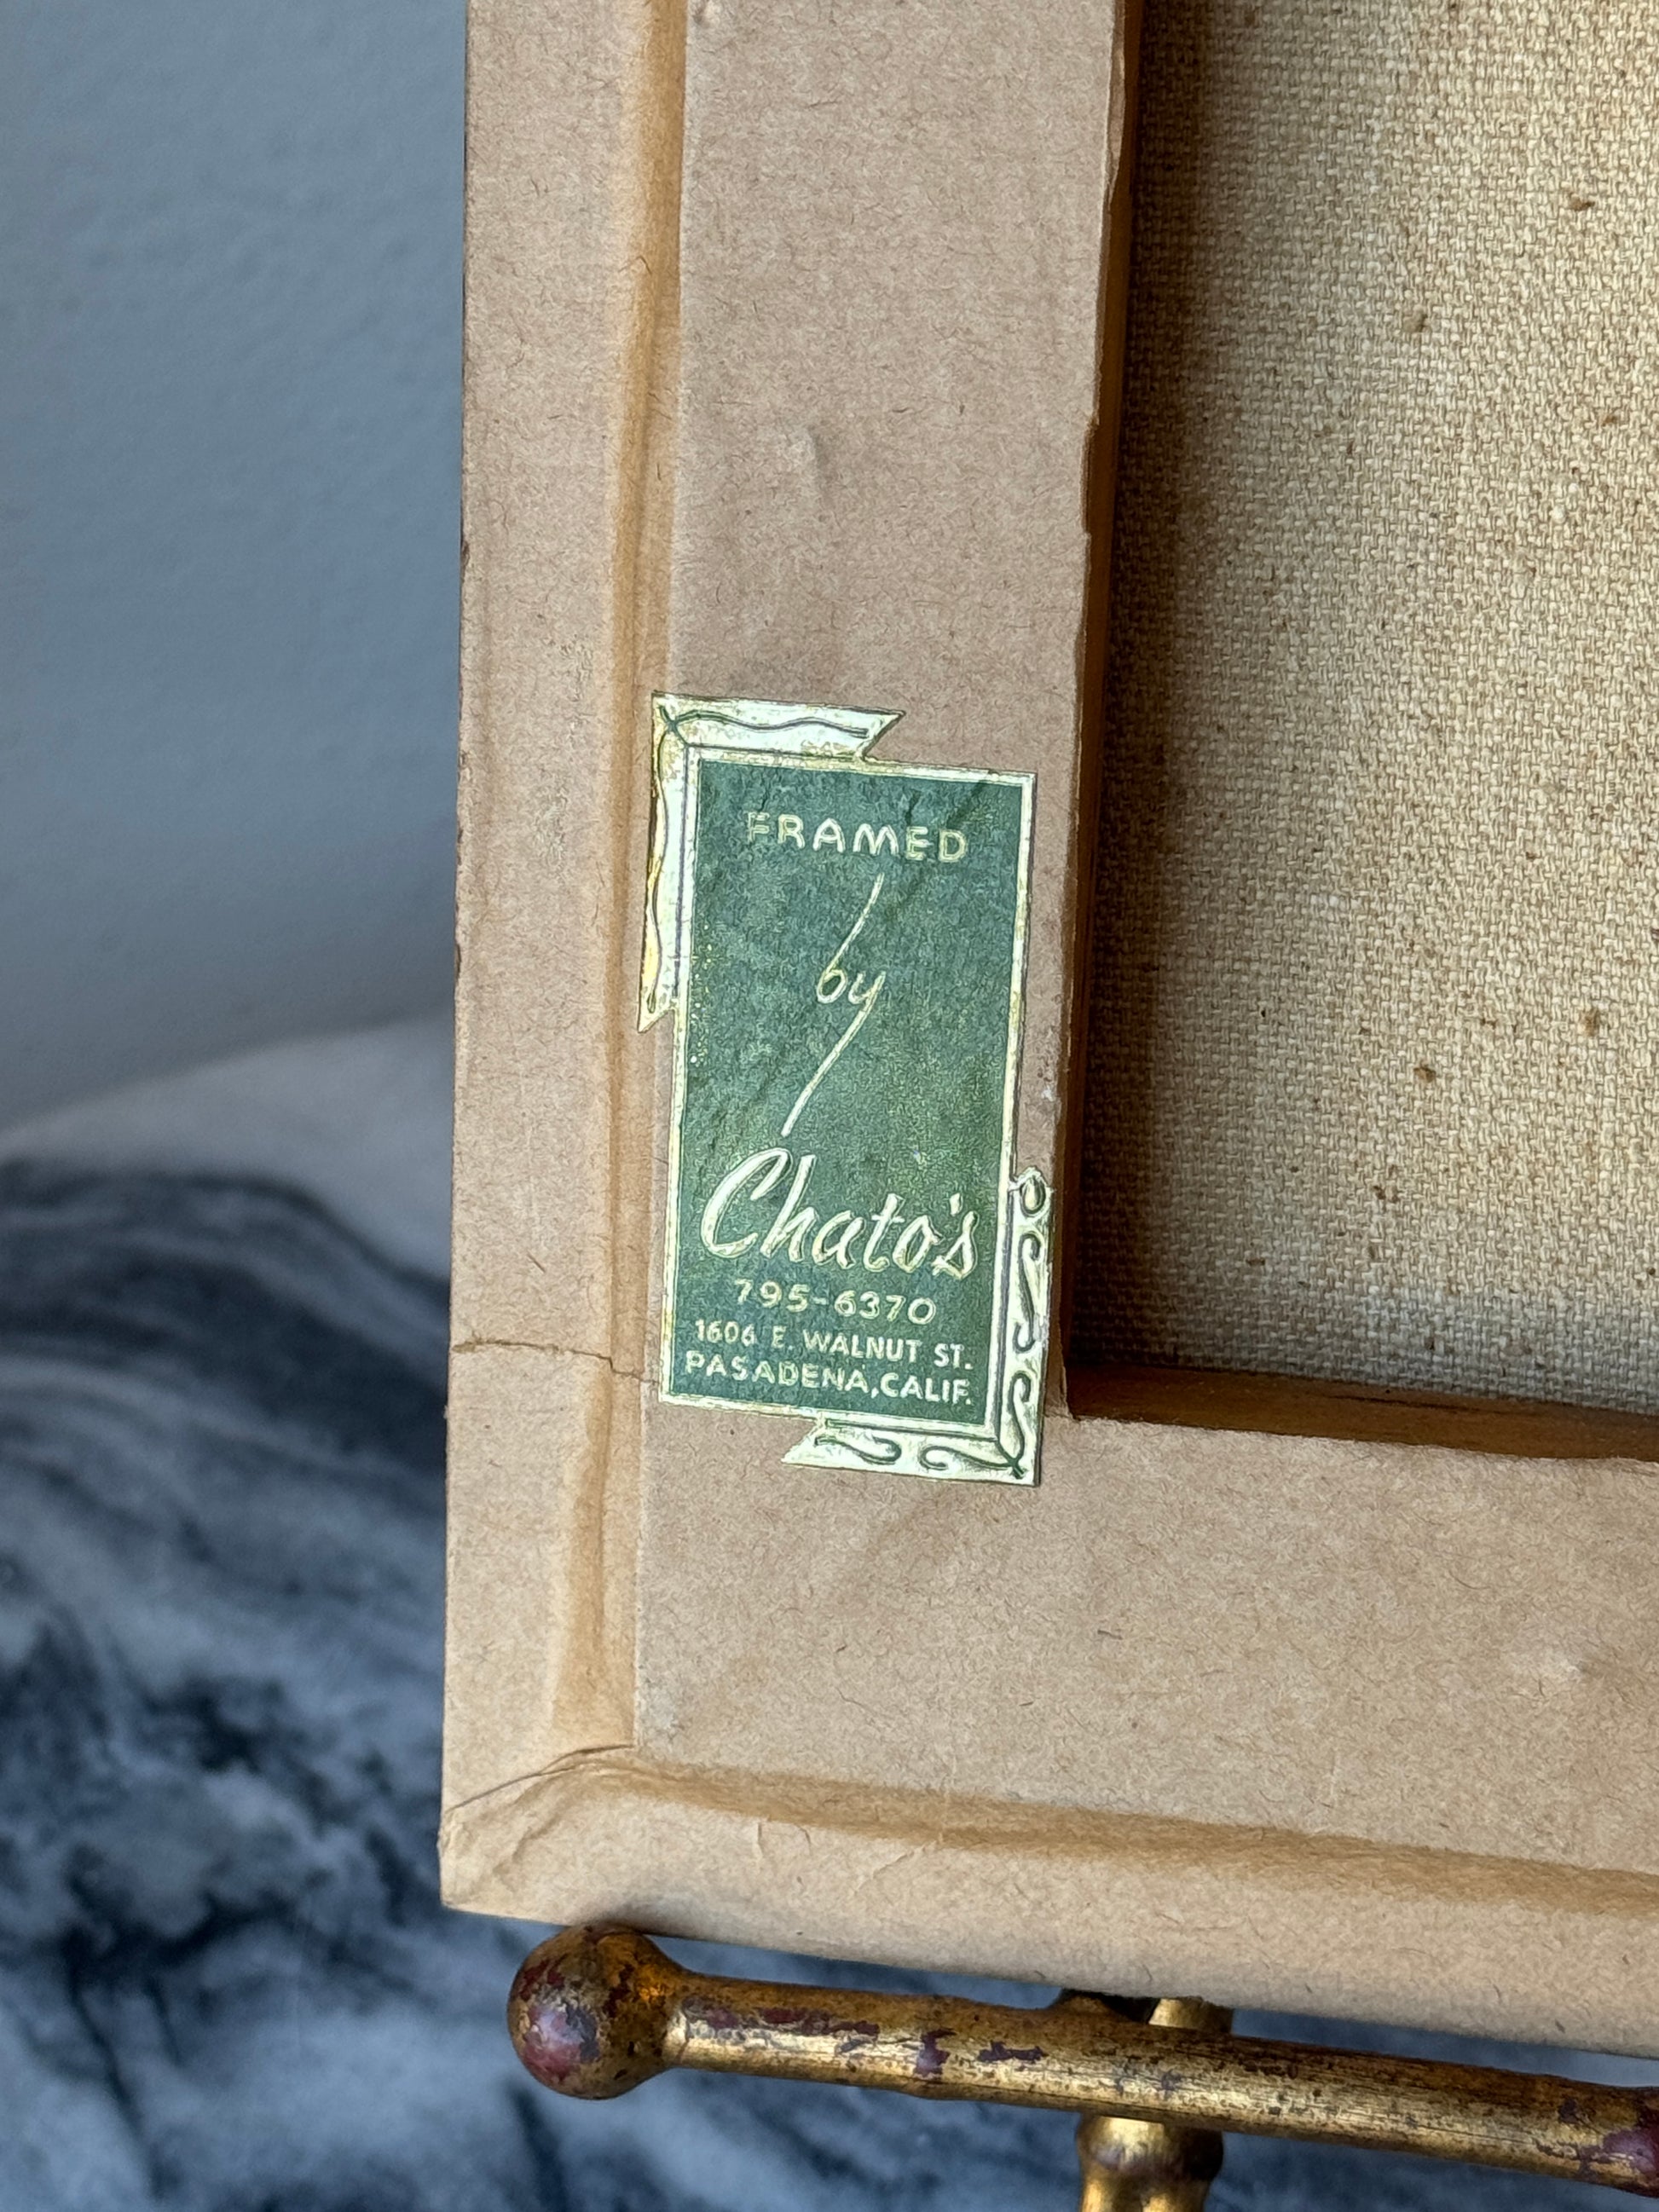 FRAMED
by
Chato's
795-6370
1606 E. WALNUT ST.
PASADENA, CALIF.